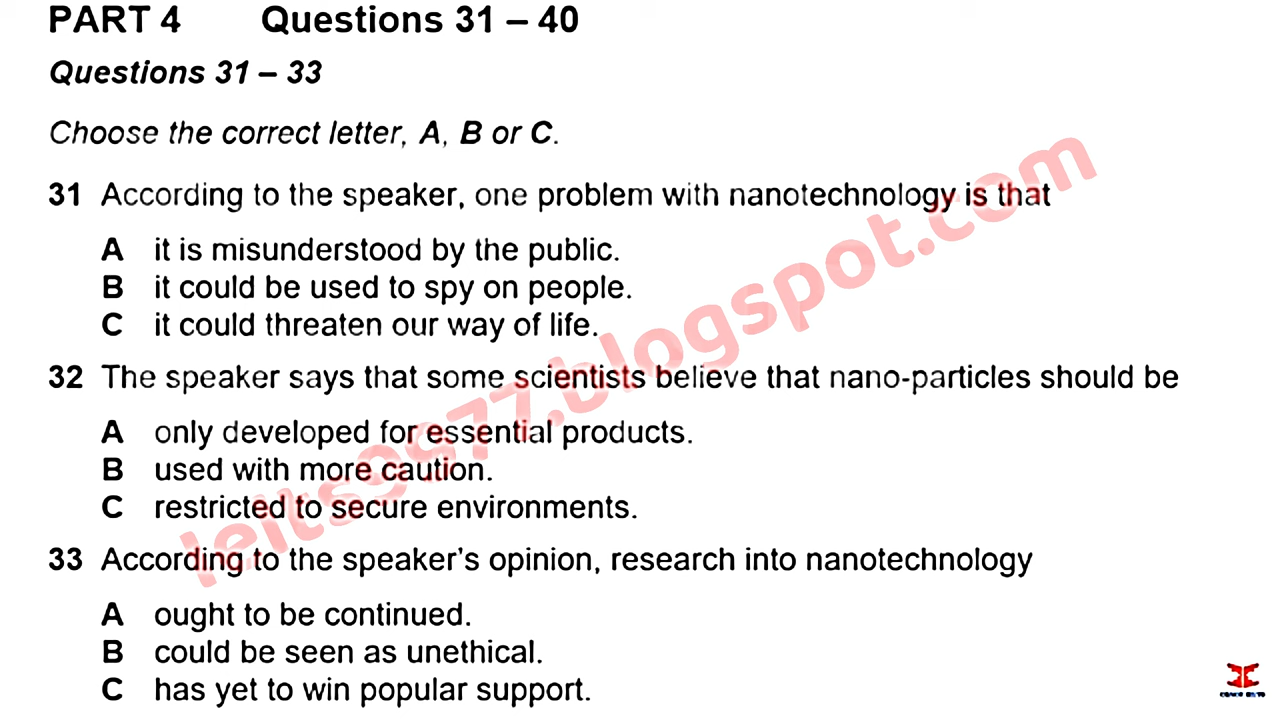 PART 4 Questions 31 – 40
Questions 31 – 33
Choose the correct letter, A, B or C.
31 According to the speaker, one problem with nanotechnology is that
A it is misunderstood by the public.
B it could be used to spy on people.
C it could threaten our way of life.
32 The speaker says that some scientists believe that nano-particles should be
A only developed for essential products.
B used with more caution.
C restricted to secure environments.
33 According to the speaker's opinion, research into nanotechnology
A ought to be continued.
B could be seen as unethical.
C has yet to win popular support.
Ieits9977.blogspot.com